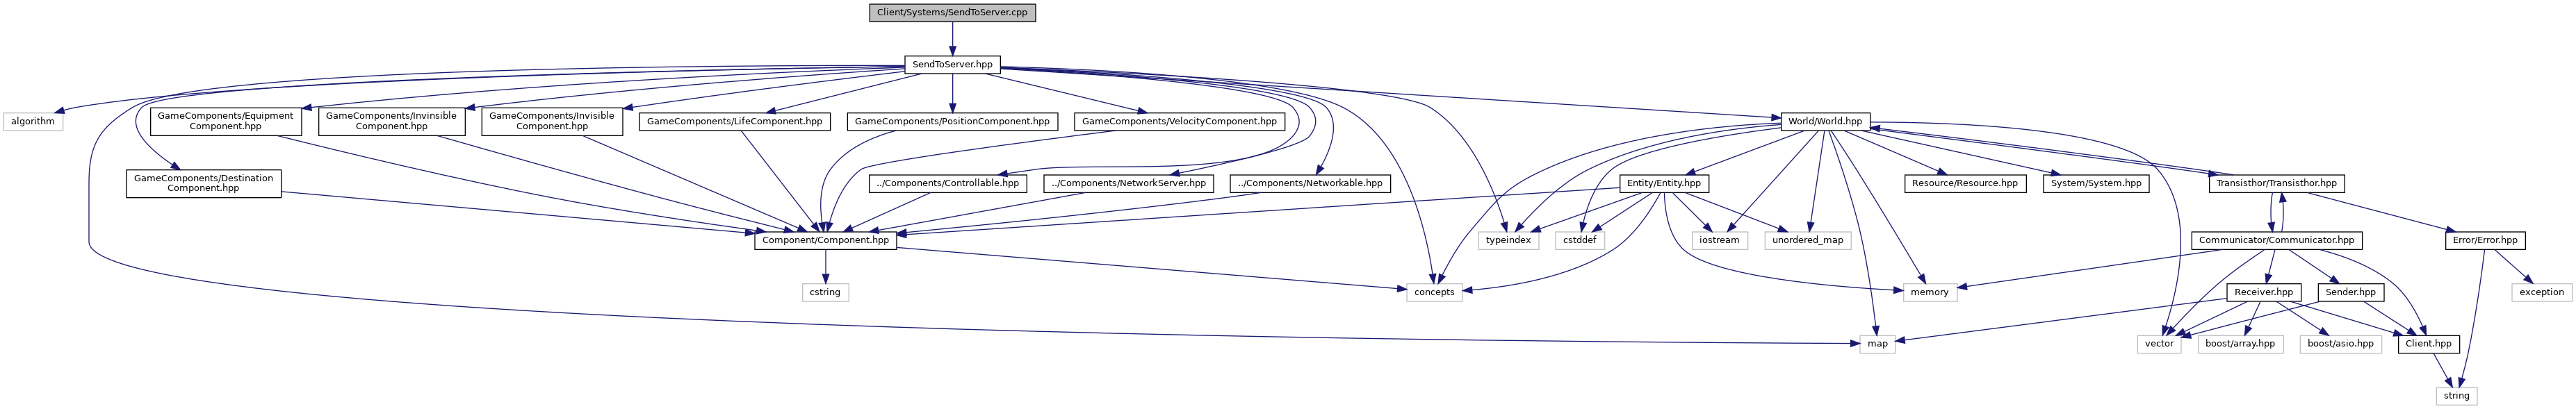 Client/Systems/SendToServer.cpp
SendToServer.hpp
algorithm
GameComponents/Equipment
Component.hpp
GameComponents/Invinsible
Component.hpp
GameComponents/Invisible
Component.hpp
GameComponents/LifeComponent.hpp
GameComponents/PositionComponent.hpp
GameComponents/VelocityComponent.hpp
World/World.hpp
GameComponents/Destination
Component.hpp
../Components/Controllable.hpp
../Components/NetworkServer.hpp
../Components/Networkable.hpp
Entity/Entity.hpp
Resource/Resource.hpp
System/System.hpp
Transisthor/Transisthor.hpp
Component/Component.hpp
typeindex
cstddef
iostream
unordered_map
Communicator/Communicator.hpp
Error/Error.hpp
cstring
concepts
memory
Receiver.hpp
Sender.hpp
exception
map
vector
boost/array.hpp
boost/asio.hpp
Client.hpp
string